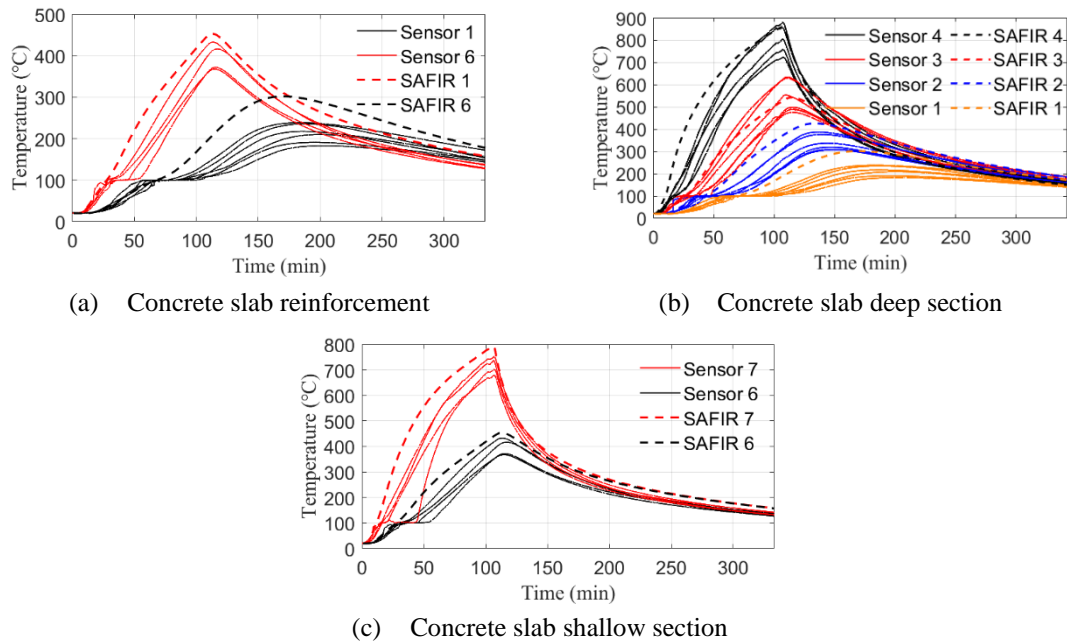 500
400
300
200
100
0
Temperature (°C)
0 50 100 150 200 250 300
Time (min)
Sensor 1
Sensor 6
SAFIR 1
SAFIR 6
(a) Concrete slab reinforcement
900
800
700
600
500
400
300
200
100
0
Temperature (°C)
0 50 100 150 200 250 300
Time (min)
Sensor 4 SAFIR 4
Sensor 3 SAFIR 3
Sensor 2 SAFIR 2
Sensor 1 SAFIR 1
(b) Concrete slab deep section
800
700
600
500
400
300
200
100
0
Temperature (°C)
0 50 100 150 200 250 300
Time (min)
Sensor 7
Sensor 6
SAFIR 7
SAFIR 6
(c) Concrete slab shallow section